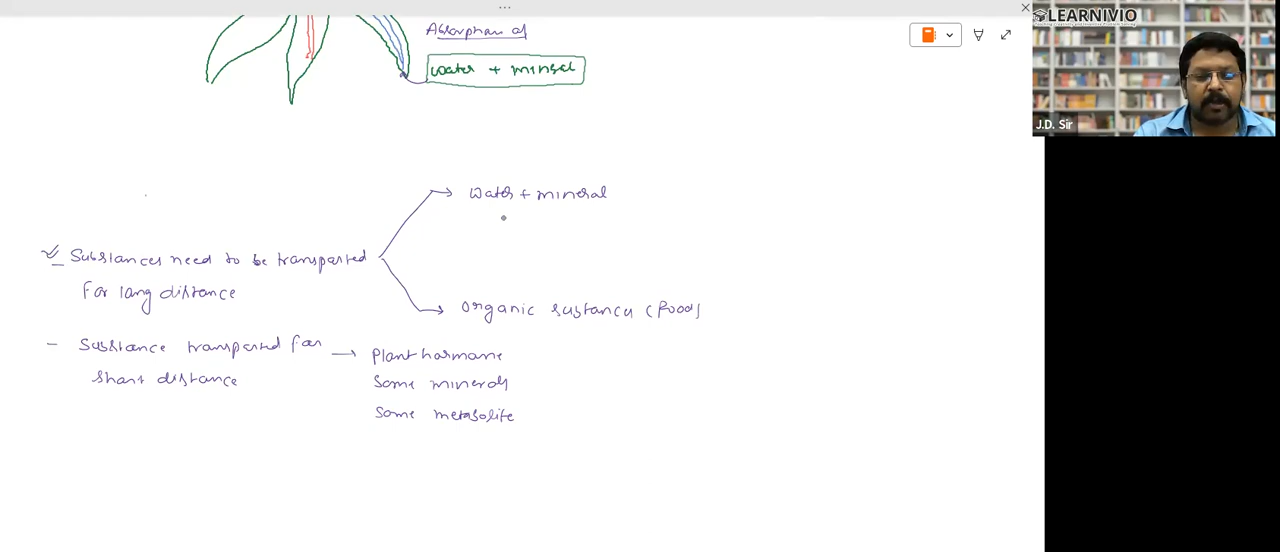 Absorption of
Water + mineral
LEARNIVIO
J.D. Sir
Water + mineral
Substances need to be transported
For long distance
Organic sustance (food)
- Substance transported for
short distance
Plant hormone
Some minerals
Some metabolite